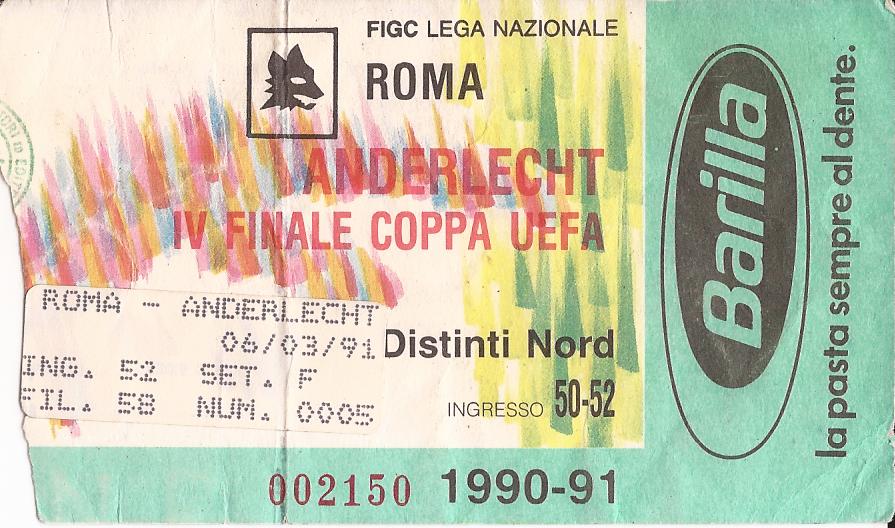 FIGC LEGA NAZIONALE
ROMA
ANDERLECHT
IV FINALE COPPA UEFA
ROMA - ANDERLECHT
06/03/91
ING. 52 SET. F
FIL. 58 NUM. 0005
Distinti Nord
INGRESSO 50-52
002150 1990-91
Barilla
la pasta sempre al dente.